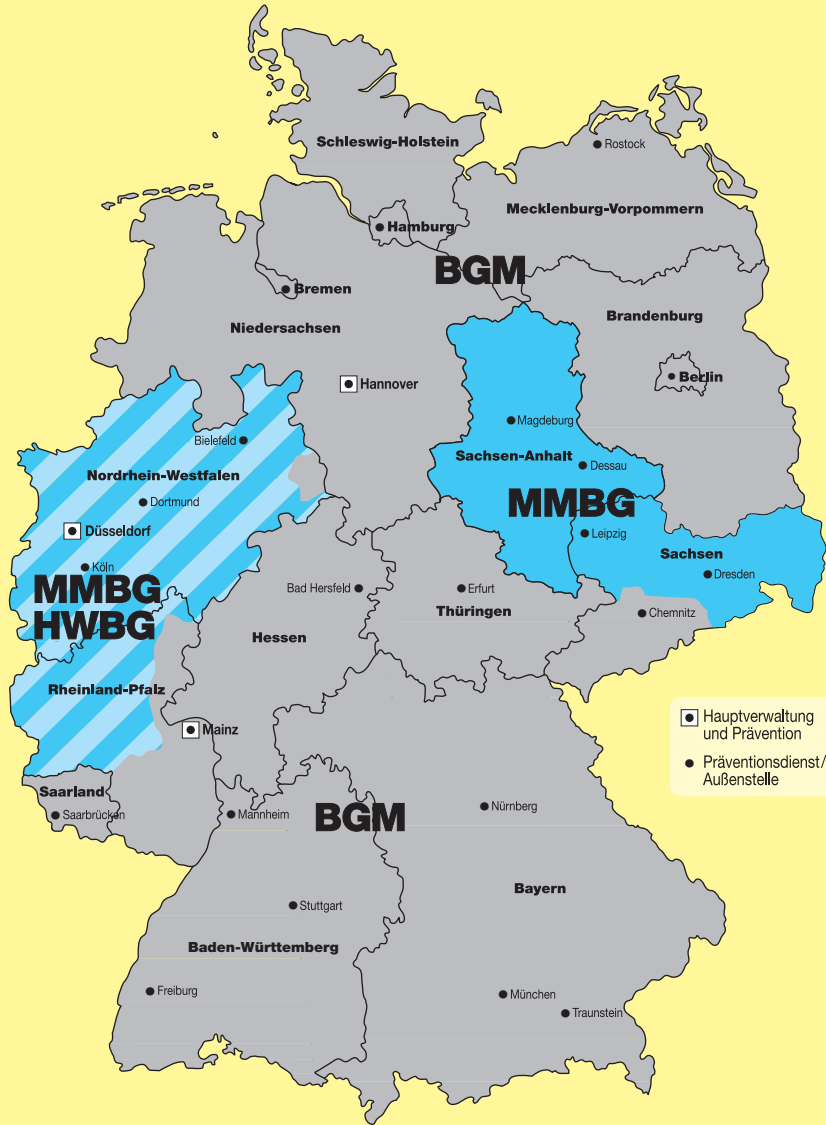 Schleswig-Holstein
Rostock
Mecklenburg-Vorpommern
Hamburg
BGM
Bremen
Brandenburg
Niedersachsen
Berlin
Hannover
Magdeburg
Bielefeld
Sachsen-Anhalt
Dessau
Nordrhein-Westfalen
MMBG
Dortmund
Düsseldorf
Leipzig
Sachsen
Köln
Dresden
MMBG
HWBG
Bad Hersfeld
Erfurt
Thüringen
Chemnitz
Hessen
Rheinland-Pfalz
Mainz
Hauptverwaltung
und Prävention
Präventionsdienst/
Außenstelle
Saarland
Saarbrücken
Mannheim
BGM
Nürnberg
Bayern
Stuttgart
Baden-Württemberg
Freiburg
München
Traunstein